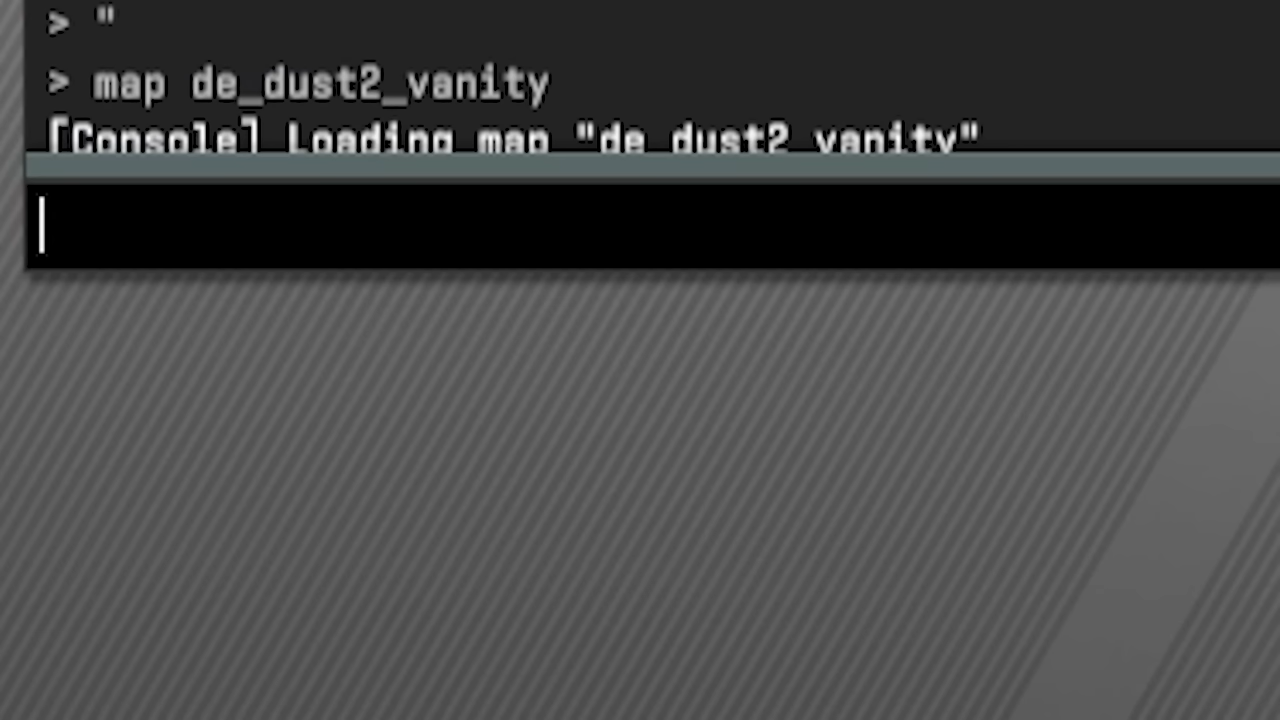 > "
> map de_dust2_vanity
[Console] Loading map "de_dust2_vanity"